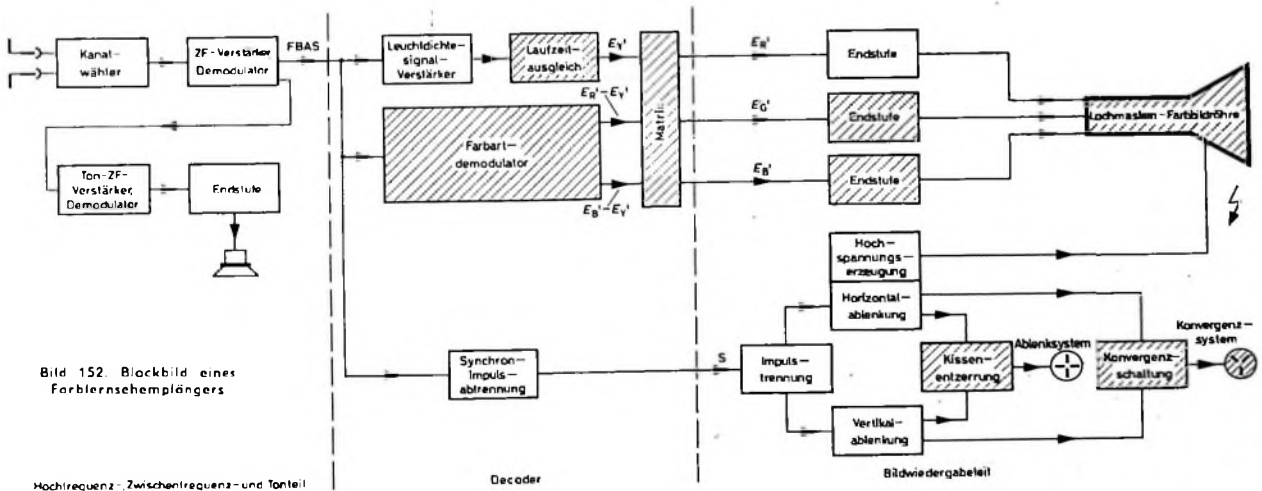 Kanal-
wähler
ZF-Verstärker
Demodulator
FBAS
Ton-ZF-
Verstärker,
Demodulator
Endstufe
Leuchtdichte-
signal-
Verstärker
Laufzeit-
ausgleich
E_Y'
E_R'-E_Y'
Farbart-
demodulator
E_B'-E_Y'
Matrix
E_R'
Endstufe
E_G'
Endstufe
E_B'
Endstufe
Lochmasken-Farbbildröhre
Hoch-
spannungs-
erzeugung
Horizontal-
ablenkung
Synchron-
Impuls-
abtrennung
S
Impuls
trennung
Kissen-
entzerrung
Ablenksystem
Konvergenz-
schaltung
Konvergenz-
system
Vertikal-
ablenkung
Bild 152. Blockbild eines
Farblernsehemplängers
Hochfrequenz-, Zwischenfrequenz- und Tonteil
Decoder
Bildwiedergabeteil